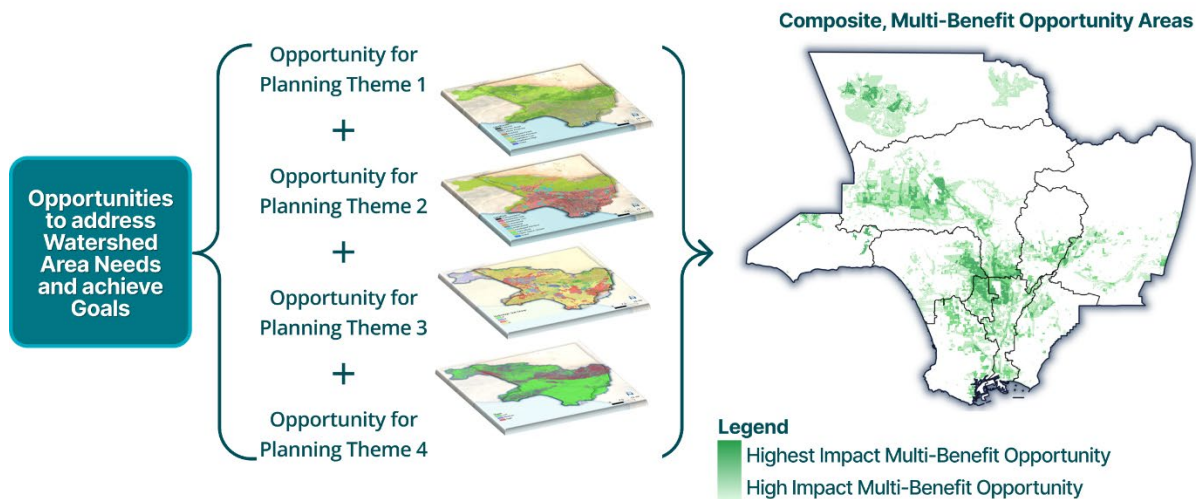 Opportunities
to address
Watershed
Area Needs
and achieve
Goals
Opportunity for
Planning Theme 1
+
Opportunity for
Planning Theme 2
+
Opportunity for
Planning Theme 3
+
Opportunity for
Planning Theme 4
Composite, Multi-Benefit Opportunity Areas
Legend
Highest Impact Multi-Benefit Opportunity
High Impact Multi-Benefit Opportunity